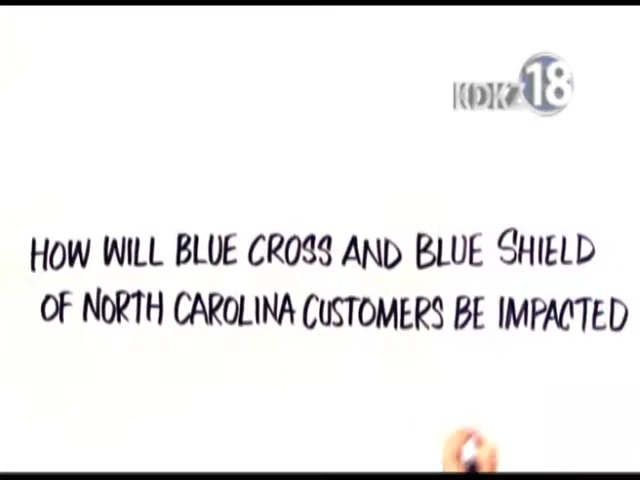 KDKZ 18
HOW WILL BLUE CROSS AND BLUE SHIELD
OF NORTH CAROLINA CUSTOMERS BE IMPACTED